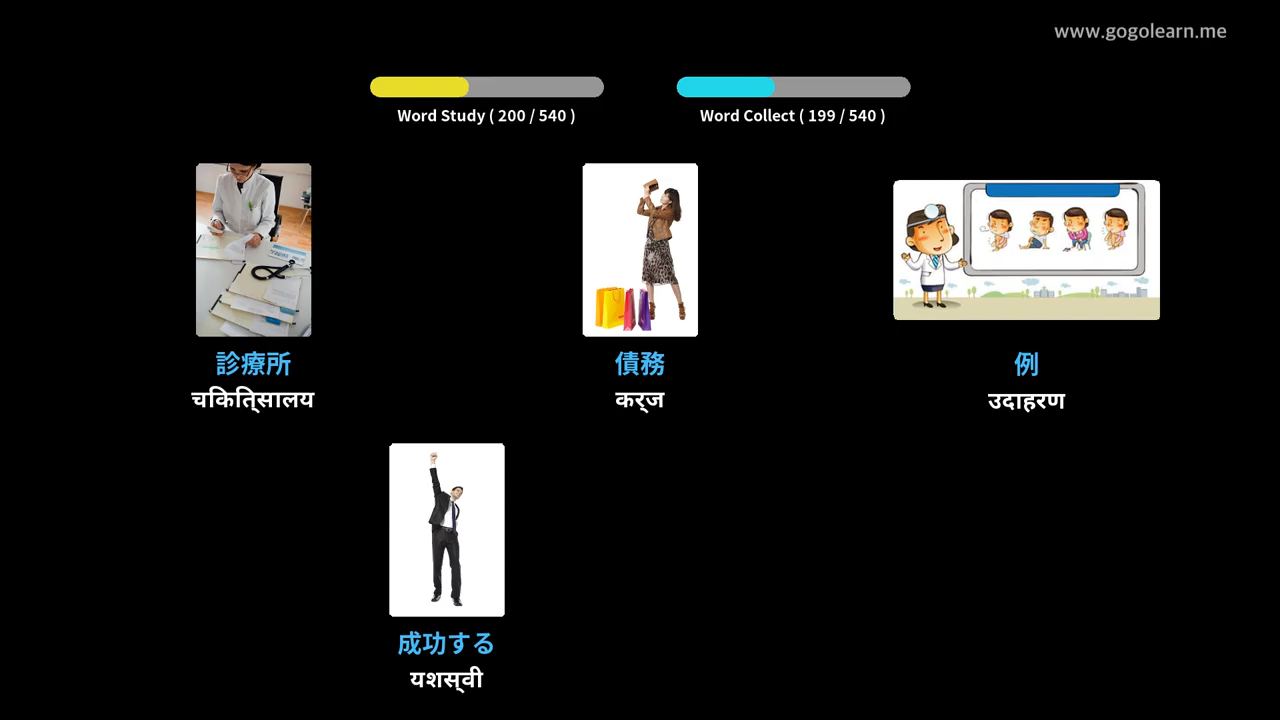 www.gogolearn.me
Word Study ( 200 / 540 )
Word Collect ( 199 / 540 )
診療所
चिकित्सालय
債務
कर्ज
例
उदाहरण
成功する
यशस्वी